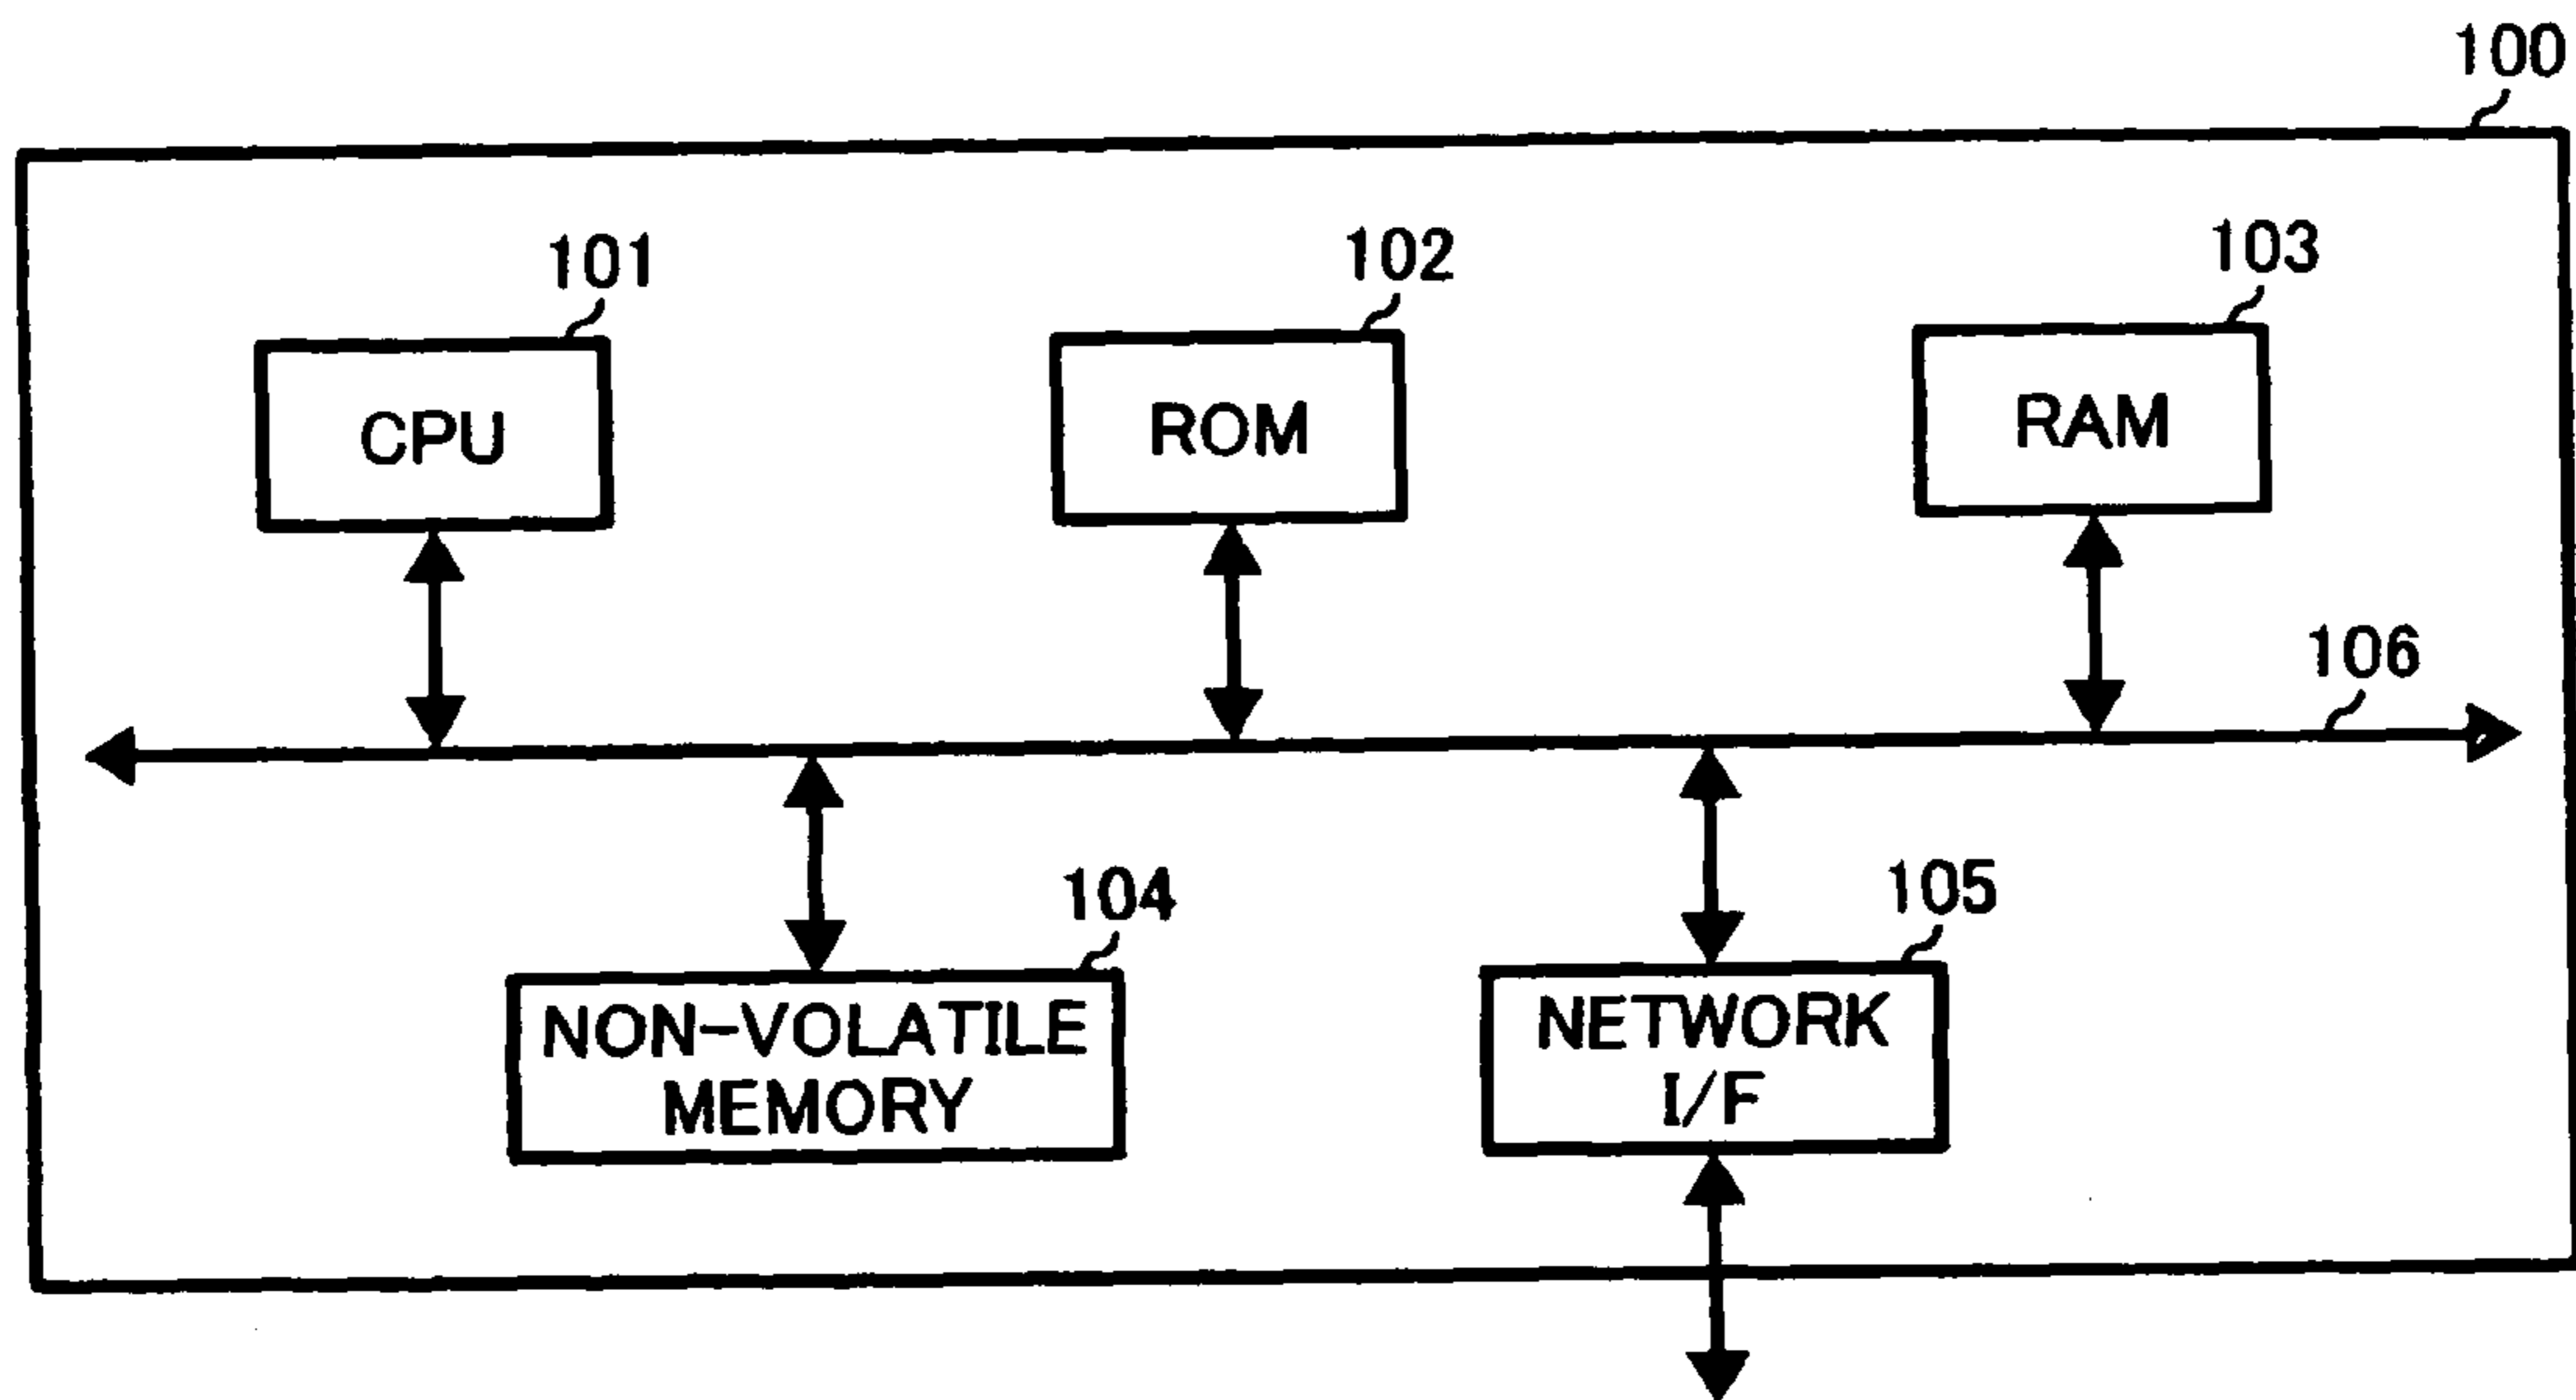 100
101
102
103
CPU
ROM
RAM
106
104
105
NON-VOLATILE
MEMORY
NETWORK
I/F